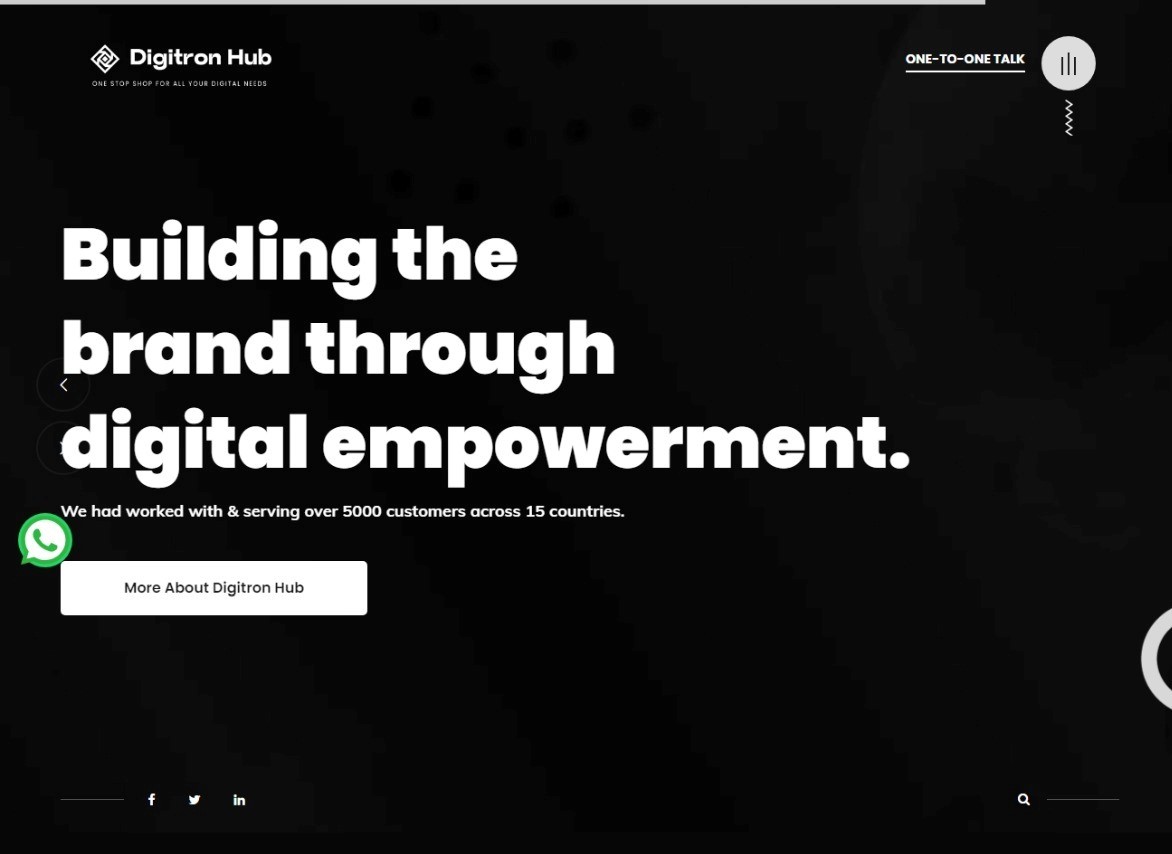 Digitron Hub
ONE STOP SHOP FOR ALL YOUR DIGITAL NEEDS
ONE-TO-ONE TALK
Building the
brand through
digital empowerment.
We had worked with & serving over 5000 customers across 15 countries.
More About Digitron Hub